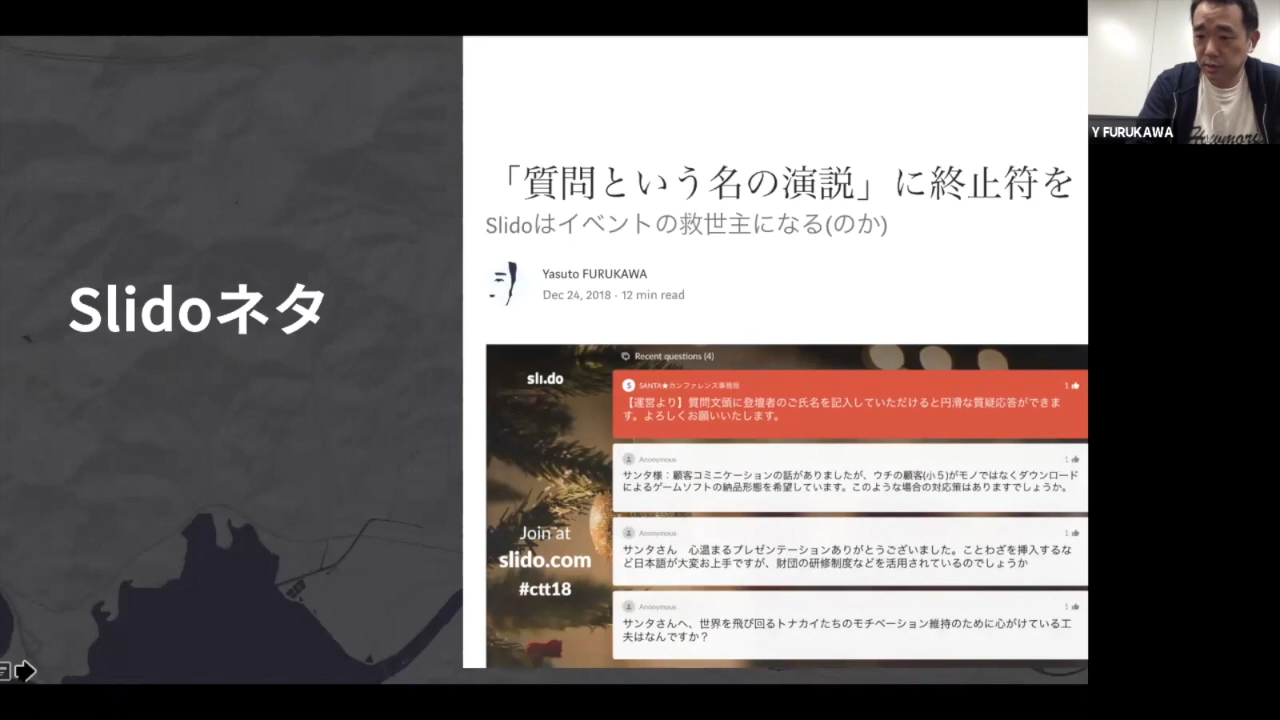 Slidoネタ
「質問という名の演説」に終止符を
Slidoはイベントの救世主になる(のか)
Yasuto FURUKAWA
Dec 24, 2018 · 12 min read
sli.do
Join at
slido.com
#ctt18
Recent questions (4)
S SANTA★カンファレンス事務局 1
【運営より】質問文頭に登壇者のご氏名を記入していただけると円滑な質疑応答ができま
す。よろしくお願いいたします。
Anonymous 1
サンタ様：顧客コミニケーションの話がありましたが、ウチの顧客(小５)がモノではなくダウンロード
によるゲームソフトの納品形態を希望しています。このような場合の対応策はありますでしょうか。
Anonymous 1
サンタさん　心温まるプレゼンテーションありがとうございました。ことわざを挿入するな
ど日本語が大変お上手ですが、財団の研修制度などを活用されているのでしょうか
Anonymous 1
サンタさんへ、世界を飛び回るトナカイたちのモチベーション維持のために心がけている工
夫はなんですか？
Y FURUKAWA